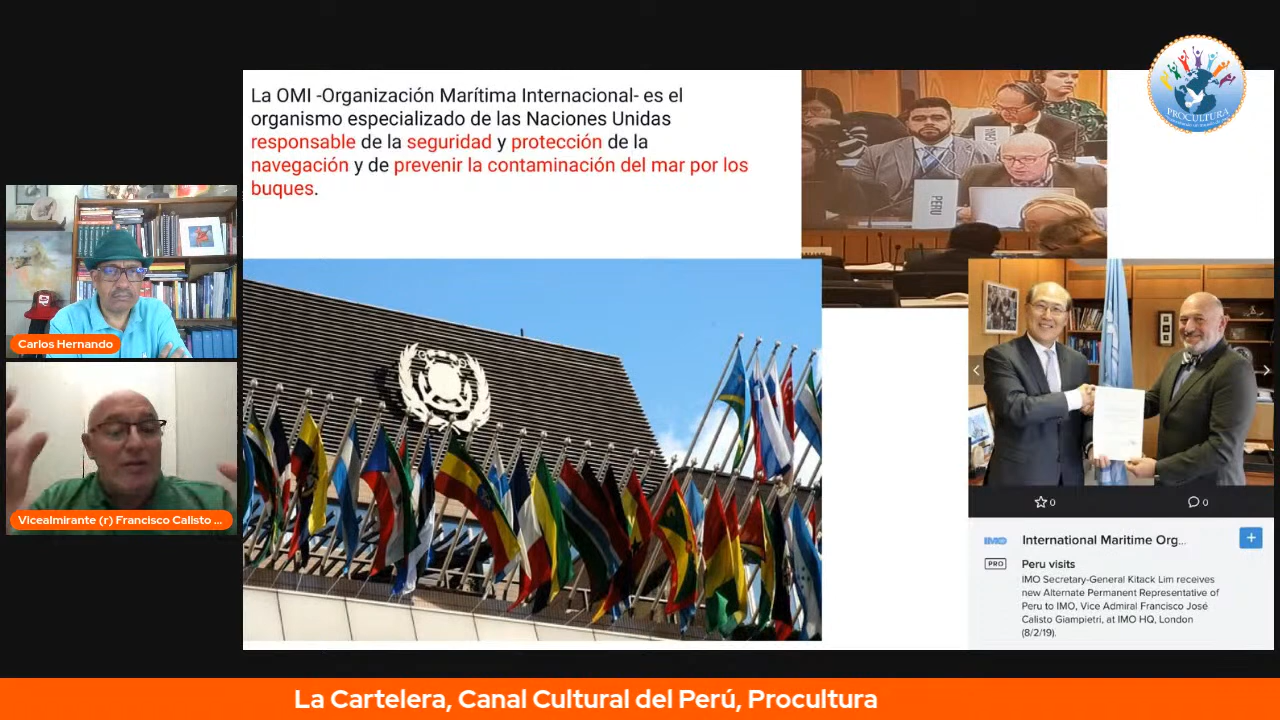 La OMI -Organización Marítima Internacional- es el
organismo especializado de las Naciones Unidas
responsable de la seguridad y protección de la
navegación y de prevenir la contaminación del mar por los
buques.
PROCULTURA
PERU
Carlos Hernando
Vicealmirante (r) Francisco Calisto ...
0
0
IMO International Maritime Org...
+
PRO Peru visits
IMO Secretary-General Kitack Lim receives
new Alternate Permanent Representative of
Peru to IMO, Vice Admiral Francisco José
Calisto Giampietri, at IMO HQ, London
(8/2/19).
La Cartelera, Canal Cultural del Perú, Procultura